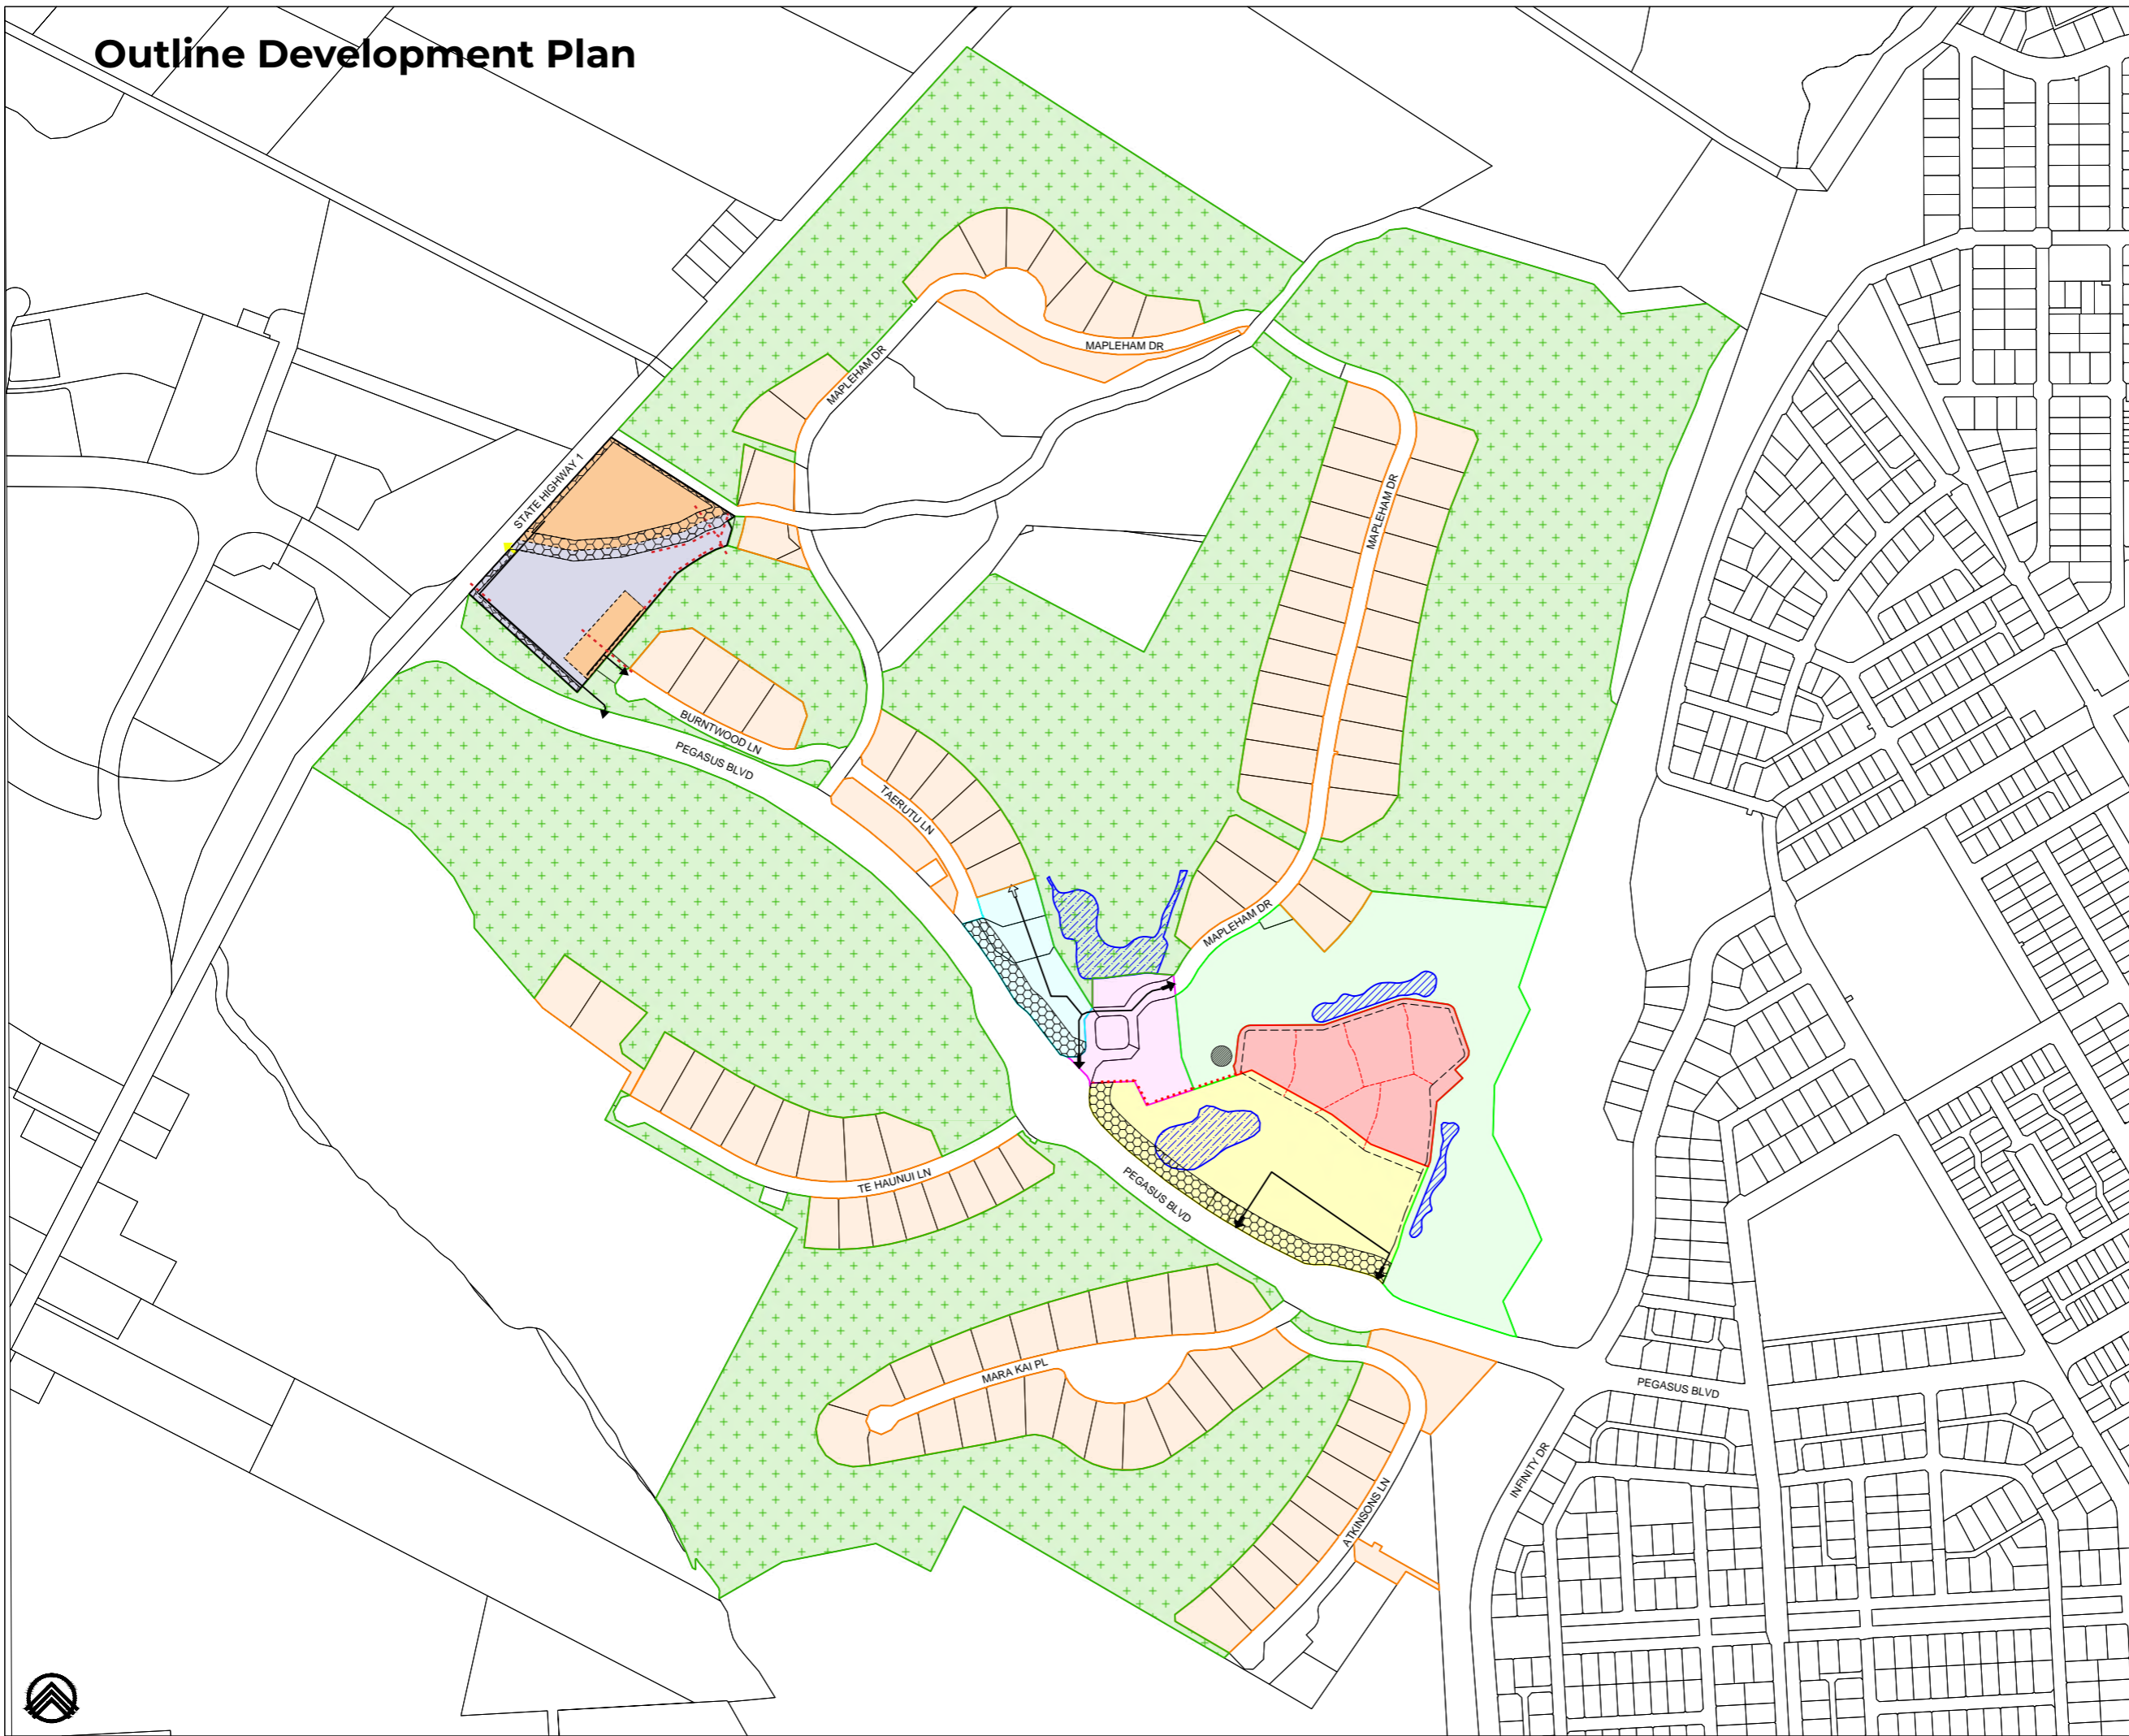 Outline Development Plan
MAPLEHAM DR
MAPLEHAM DR
STATE HIGHWAY 1
MAPLEHAM DR
BURNTWOOD LN
PEGASUS BLVD
TAERUTU LN
MAPLEHAM DR
TE HAUNUI LN
PEGASUS BLVD
MARA KAI PL
PEGASUS BLVD
INFINITY DR
ATKINSONS LN